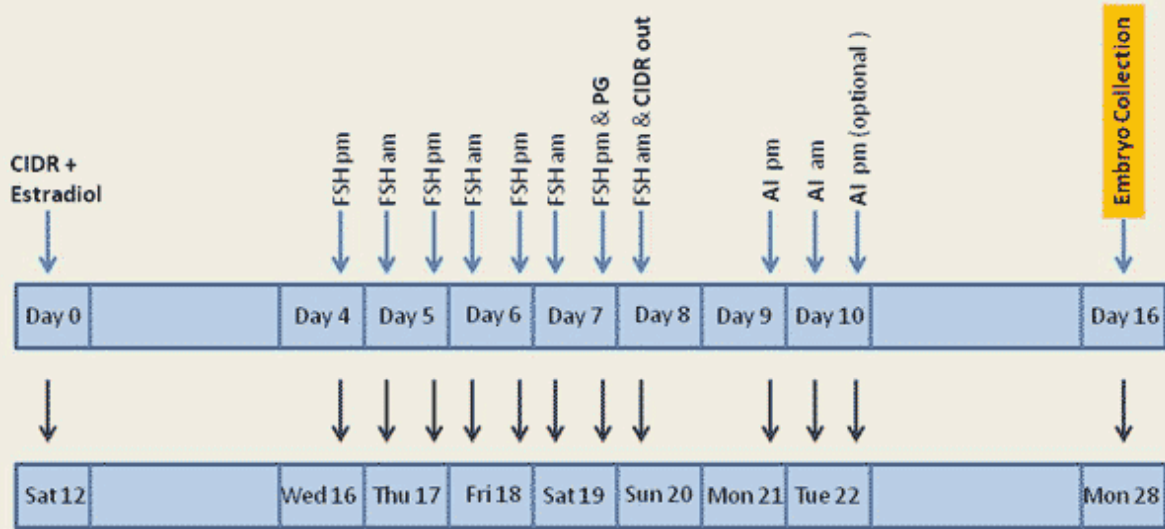 CIDR +
Estradiol
FSH pm
FSH am
FSH pm
FSH am
FSH pm
FSH am
FSH pm & PG
FSH am & CIDR out
AI pm
AI am
AI pm (optional )
Embryo Collection
Day 0
Day 4
Day 5
Day 6
Day 7
Day 8
Day 9
Day 10
Day 16
Sat 12
Wed 16
Thu 17
Fri 18
Sat 19
Sun 20
Mon 21
Tue 22
Mon 28